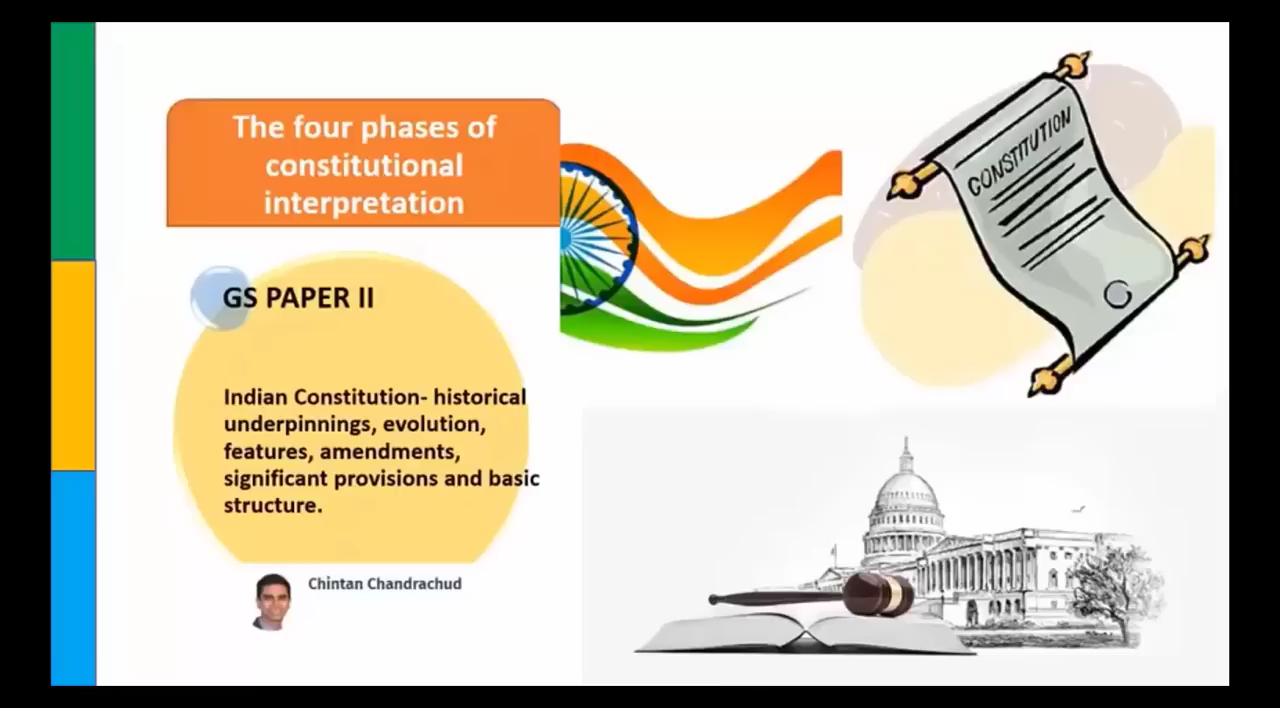 The four phases of
constitutional
interpretation
GS PAPER II
Indian Constitution- historical
underpinnings, evolution,
features, amendments,
significant provisions and basic
structure.
Chintan Chandrachud
CONSTITUTION